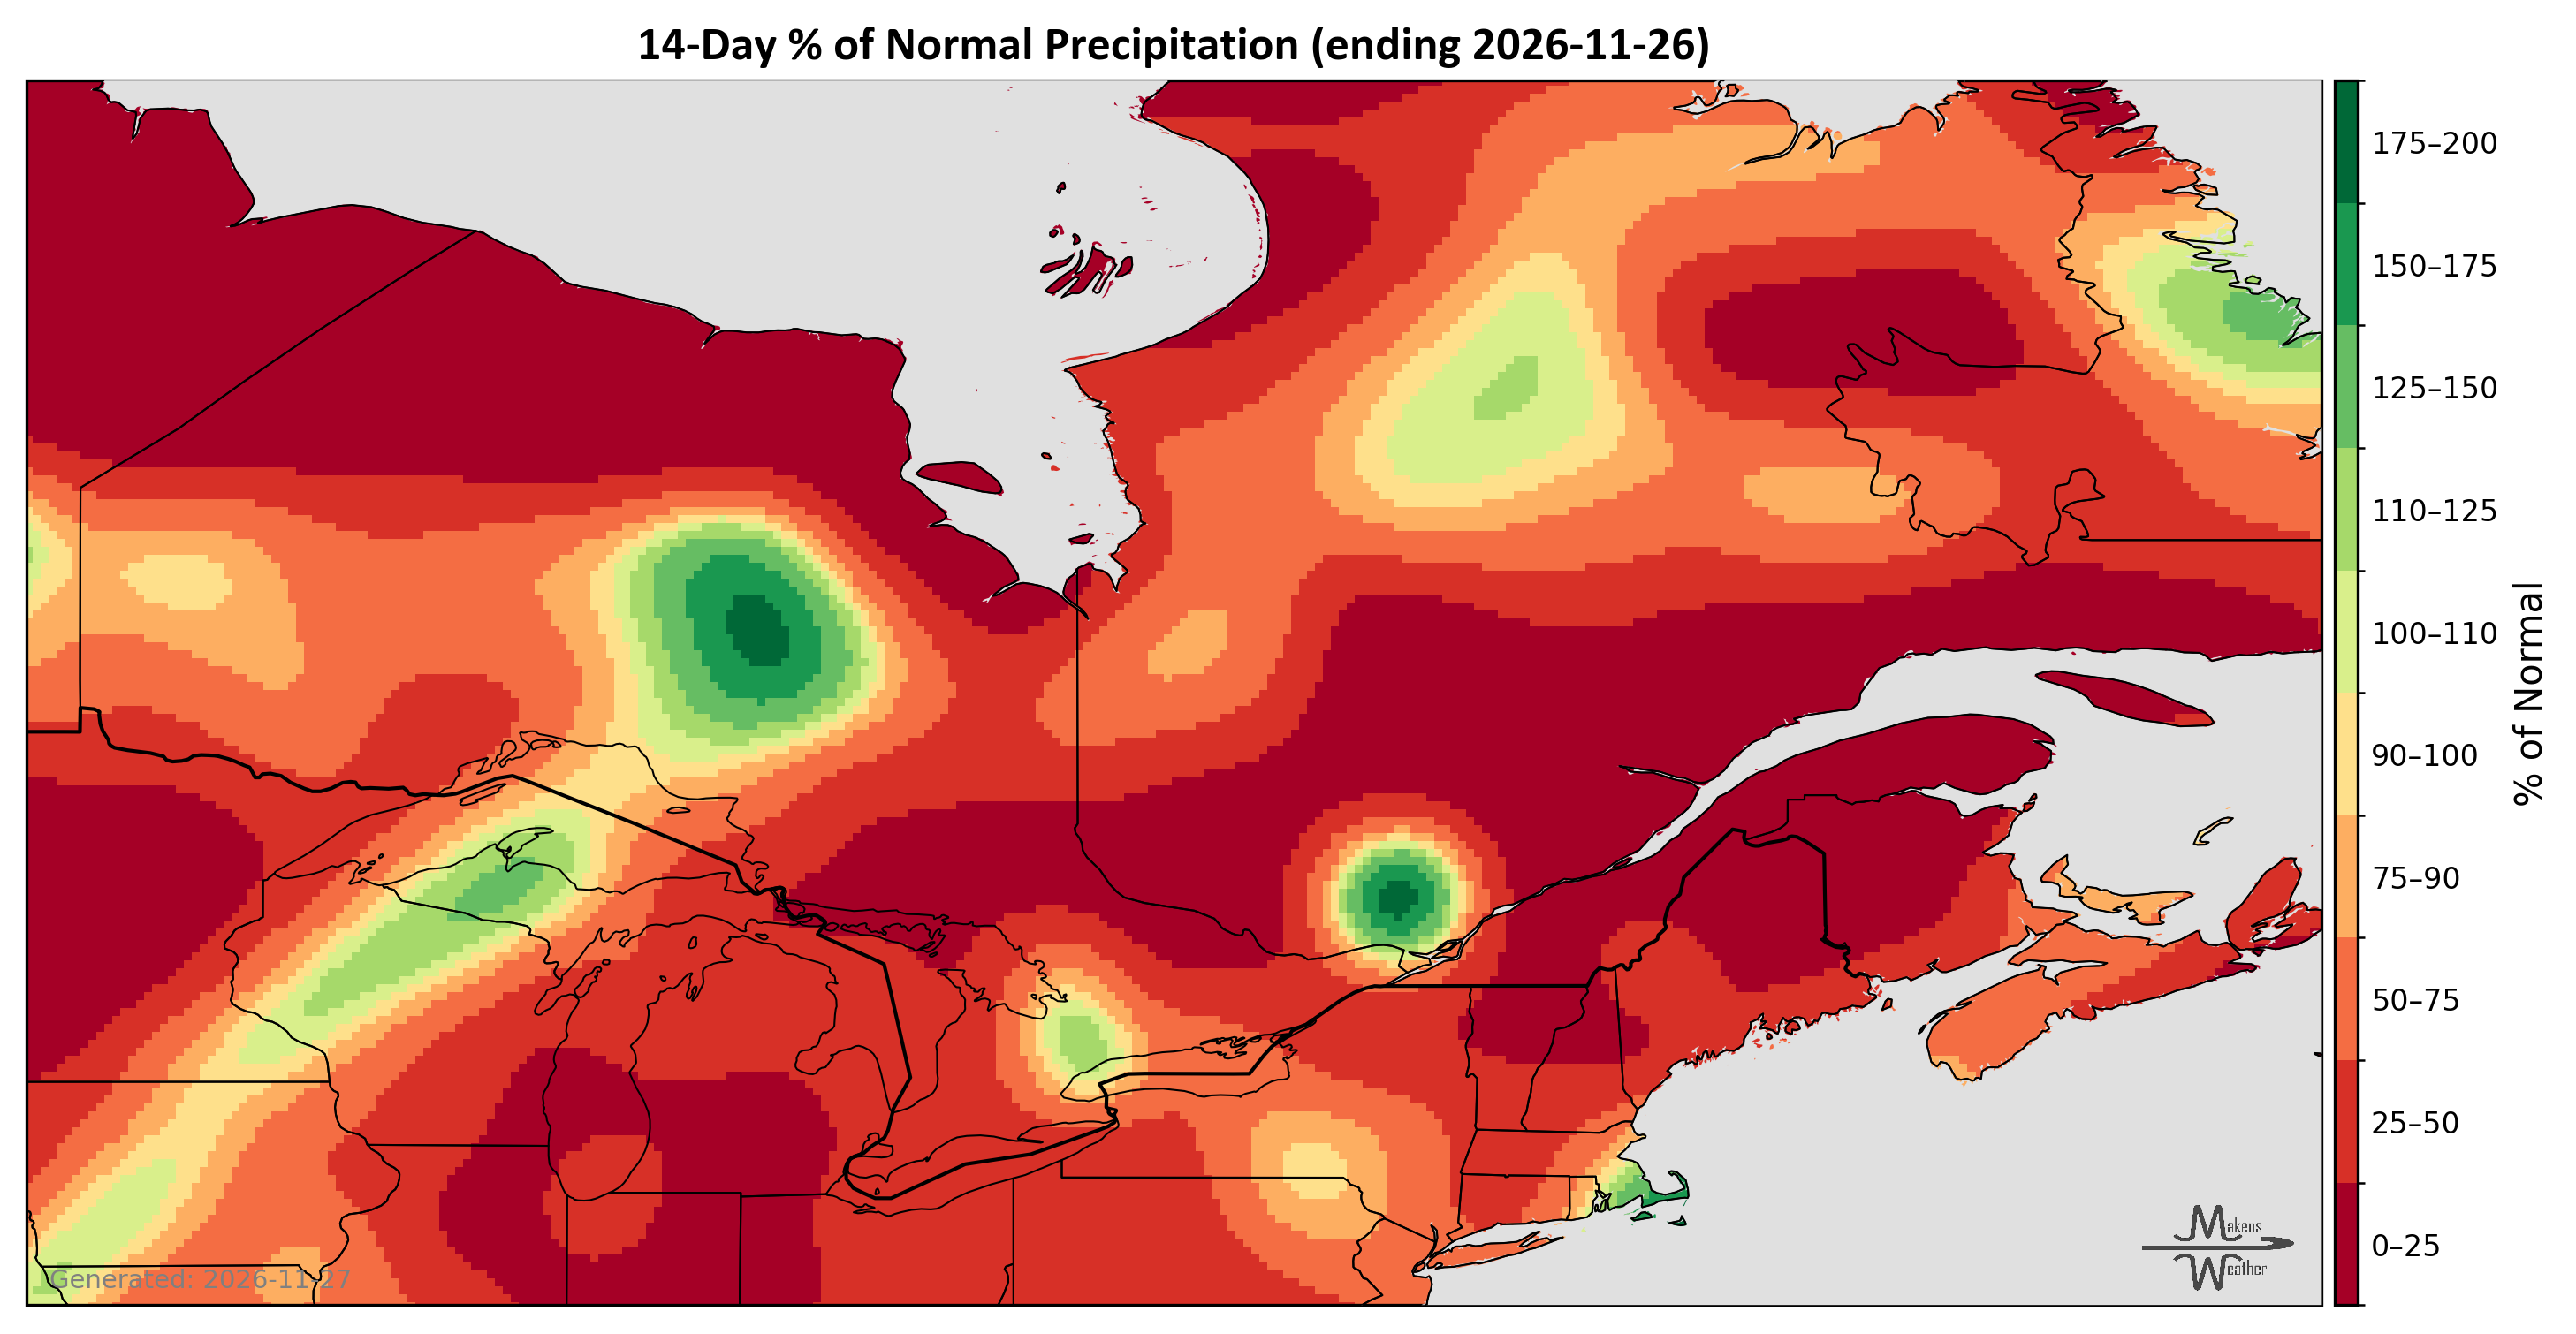 14-Day % of Normal Precipitation (ending 2026-11-26)
175–200
150–175
125–150
110–125
100–110
90–100
75–90
50–75
25–50
0–25
% of Normal
Generated: 2026-11-27
Makens
Weather